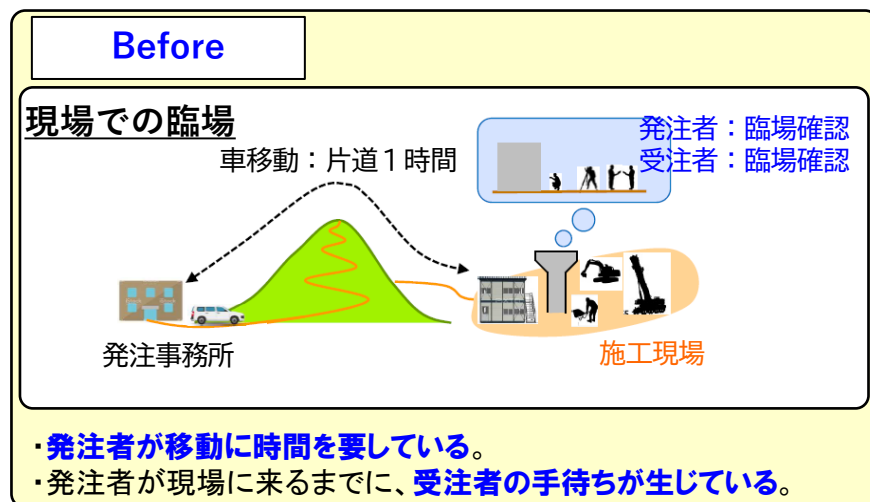 Before
現場での臨場
発注者：臨場確認
受注者：臨場確認
車移動：片道１時間
発注事務所
施工現場
・発注者が移動に時間を要している。
・発注者が現場に来るまでに、受注者の手待ちが生じている。